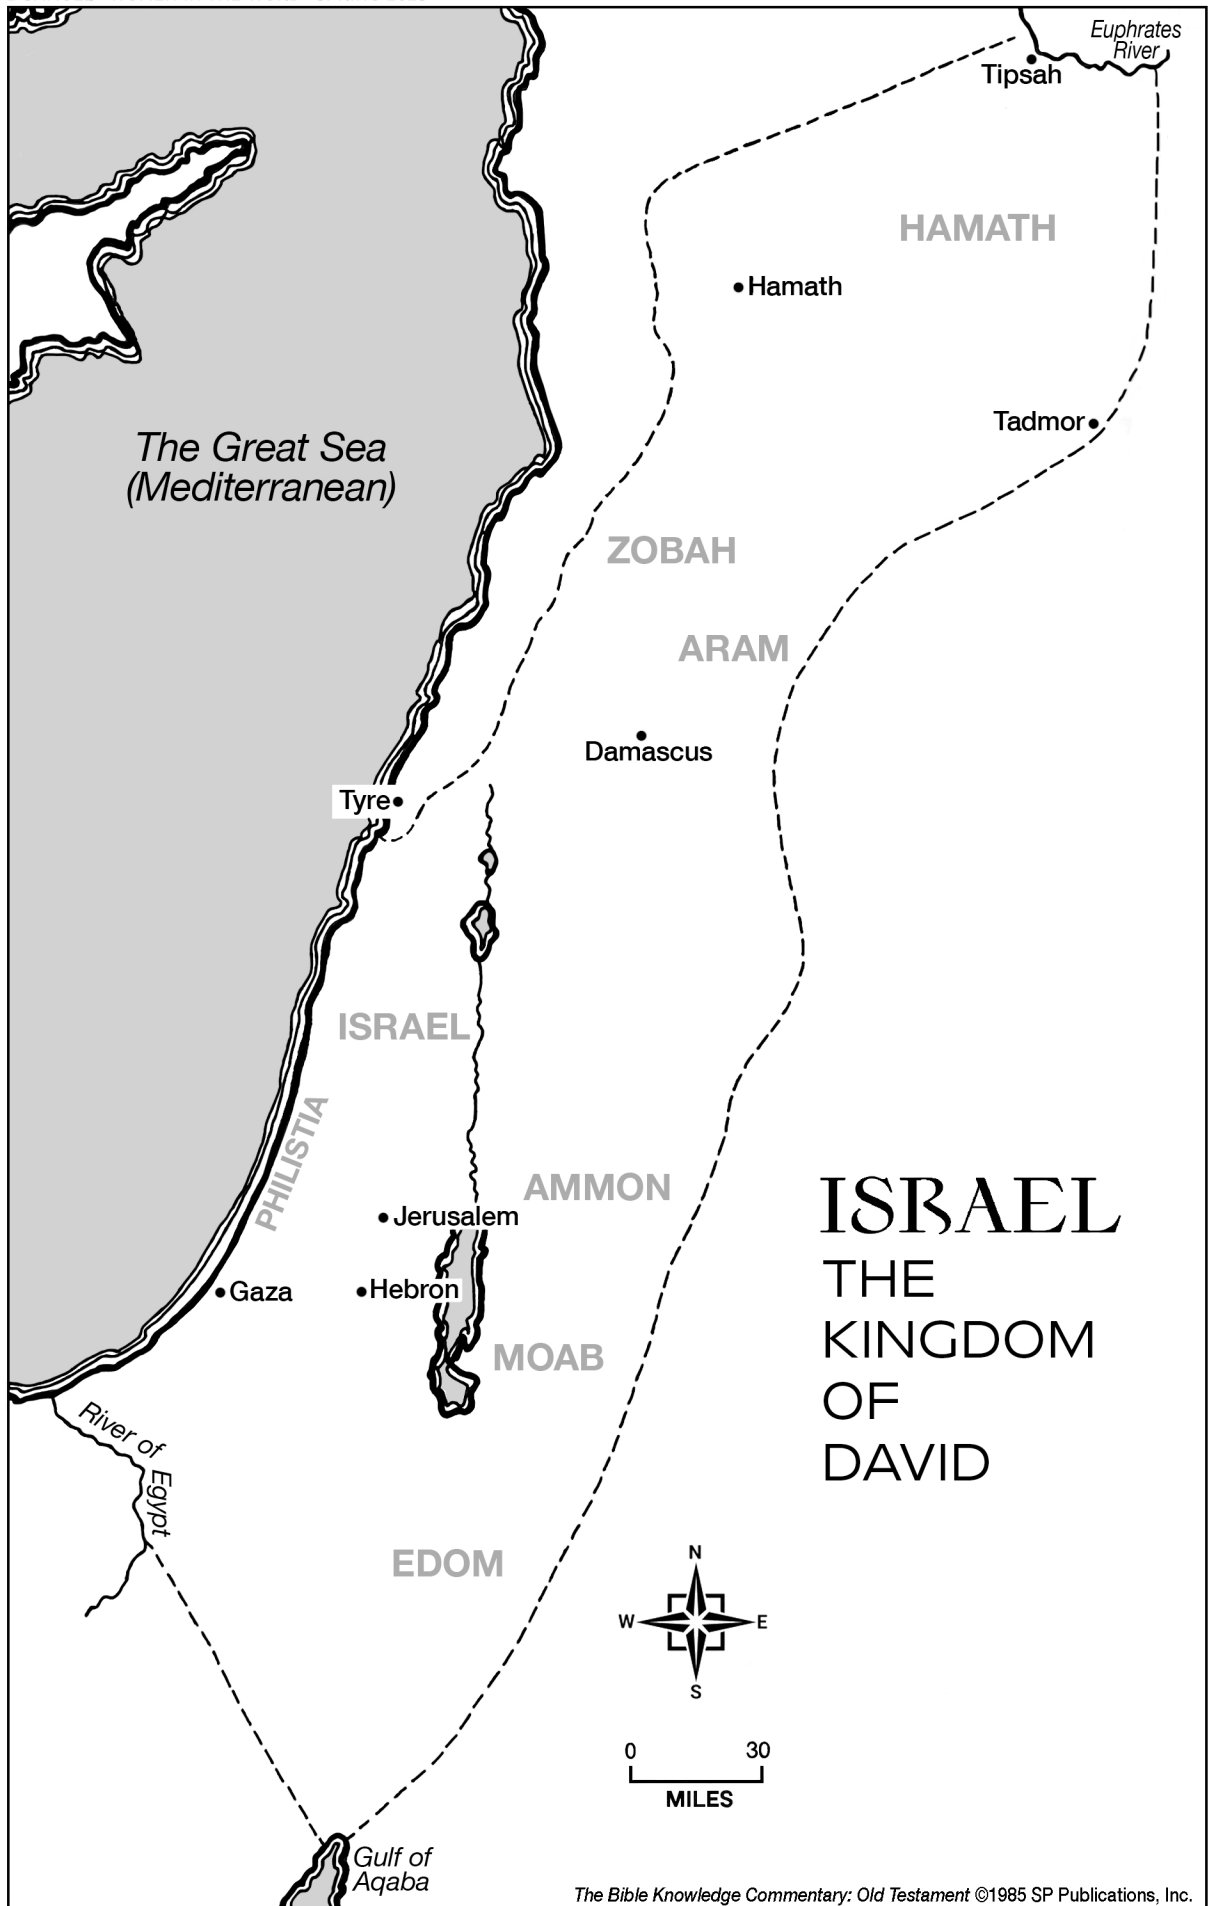 Euphrates
River
Tipsah
HAMATH
Hamath
Tadmor
The Great Sea
(Mediterranean)
ZOBAH
ARAM
Damascus
Tyre
ISRAEL
PHILISTIA
AMMON
Jerusalem
Gaza
Hebron
MOAB
River of
Egypt
EDOM
ISRAEL
THE
KINGDOM
OF
DAVID
N
W
E
S
0 30
MILES
Gulf of
Aqaba
The Bible Knowledge Commentary: Old Testament ©1985 SP Publications, Inc.